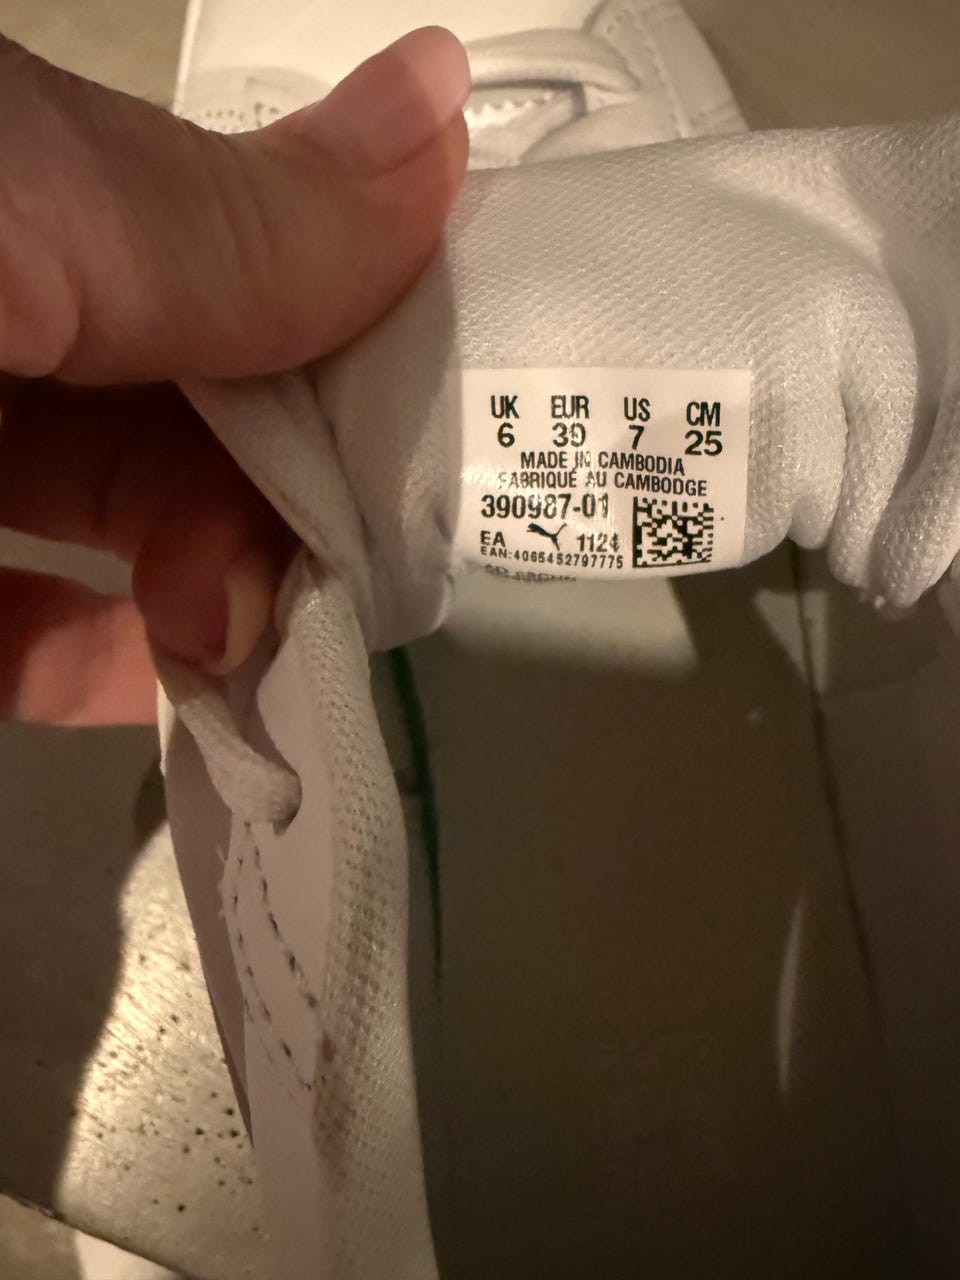 UK EUR US CM
6 39 7 25
MADE IN CAMBODIA
FABRIQUÉ AU CAMBODGE
390987-01
EA 1124
EAN:4065452797775